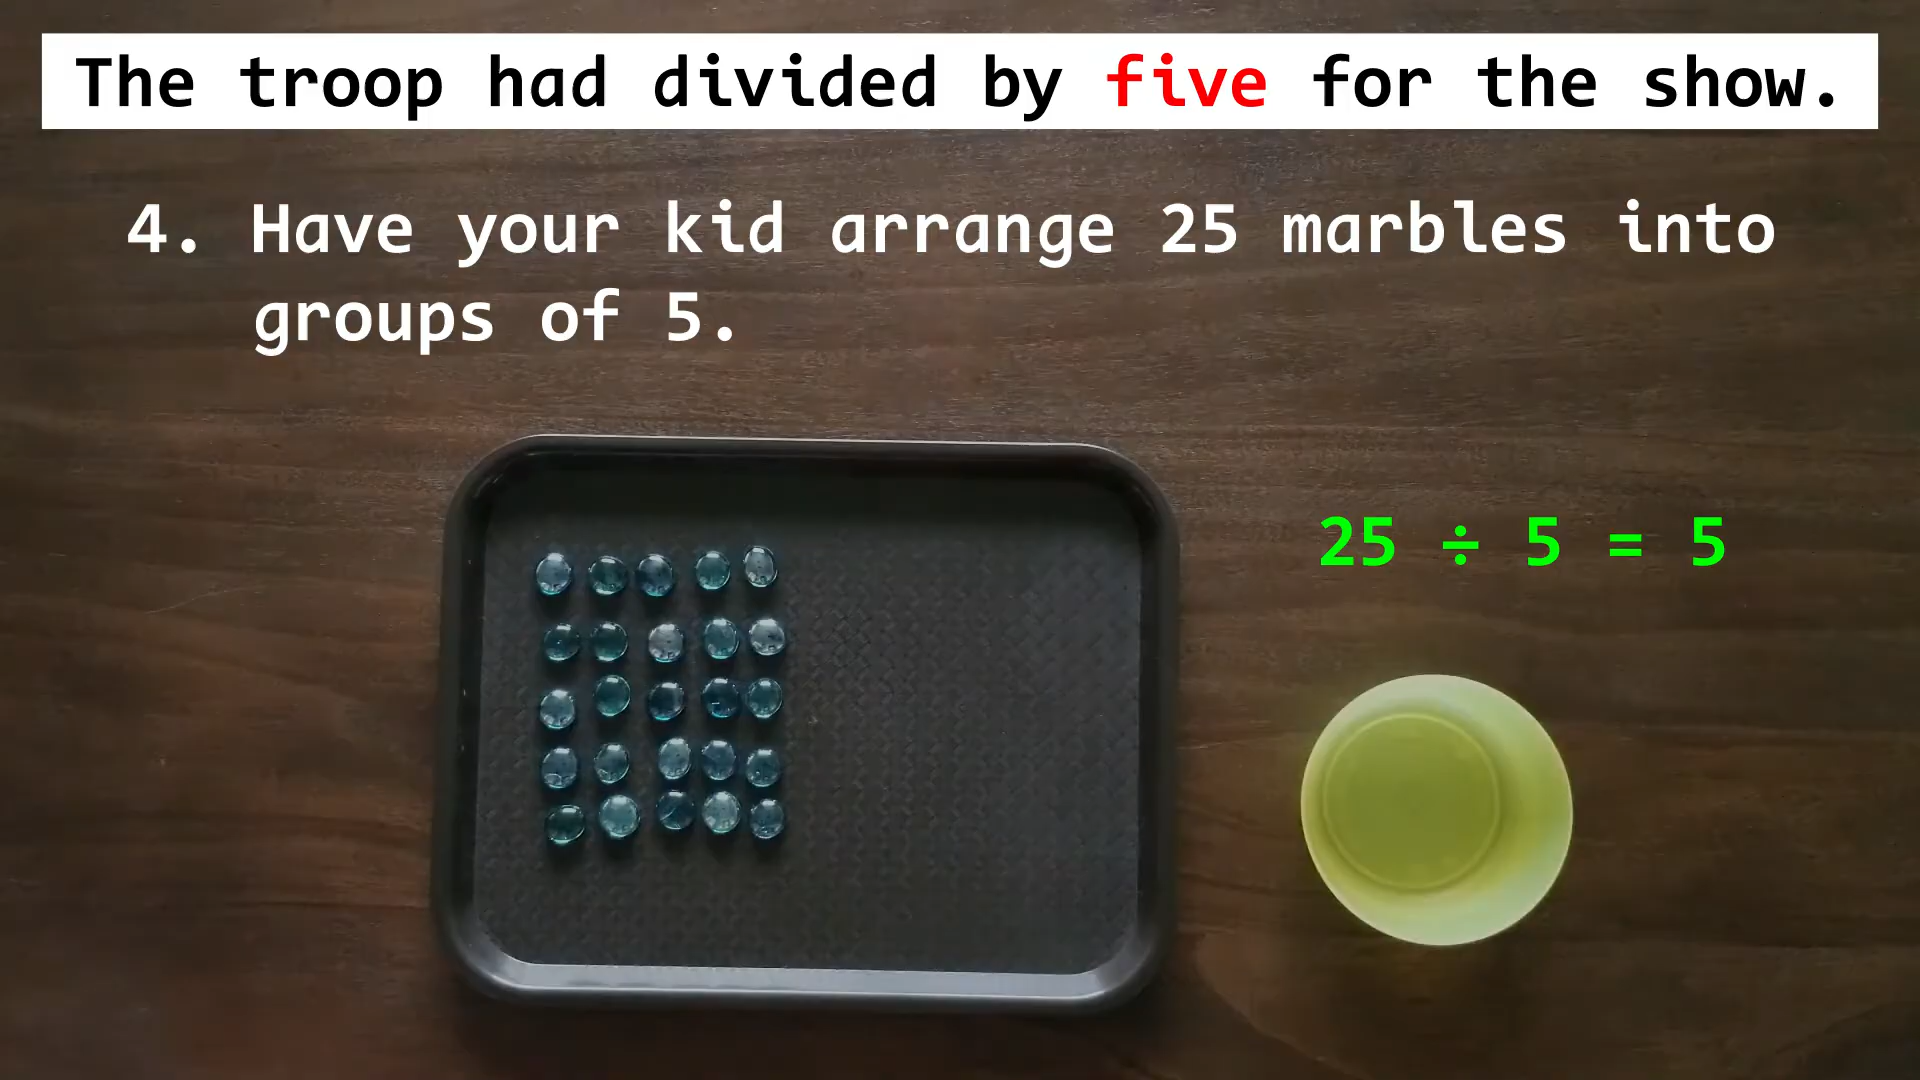 The troop had divided by five for the show.
4. Have your kid arrange 25 marbles into
groups of 5.
25 ÷ 5 = 5